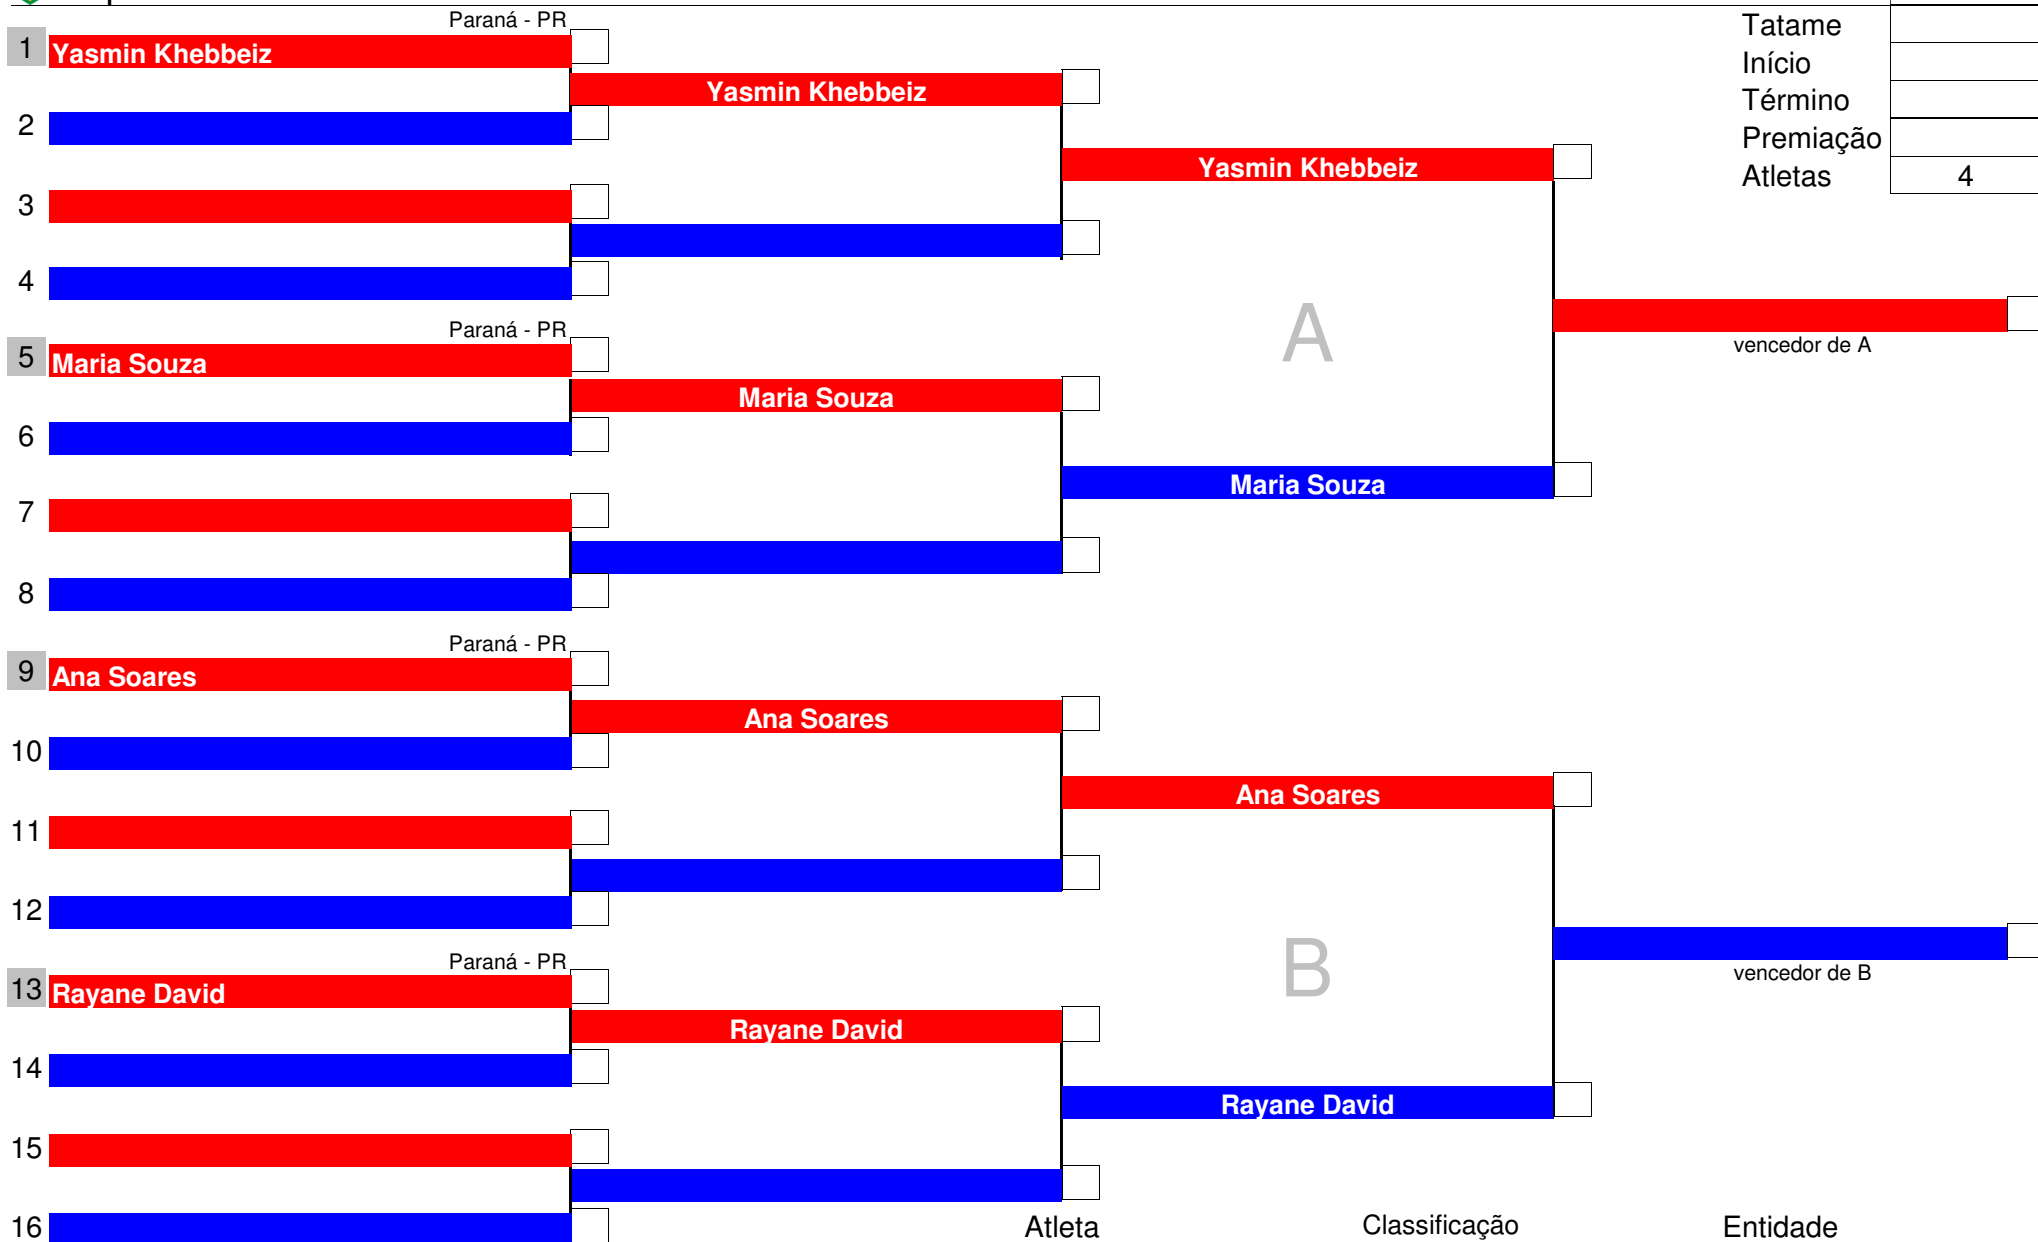 Paraná - PR
Tatame
1 Yasmin Khebbeiz
Início
Yasmin Khebbeiz
Término
2
Premiação
Yasmin Khebbeiz
Atletas 4
3
4
A
Paraná - PR
vencedor de A
5 Maria Souza
Maria Souza
6
Maria Souza
7
8
Paraná - PR
9 Ana Soares
Ana Soares
10
Ana Soares
11
12
B
Paraná - PR
vencedor de B
13 Rayane David
Rayane David
14
Rayane David
15
16
Atleta Classificação Entidade